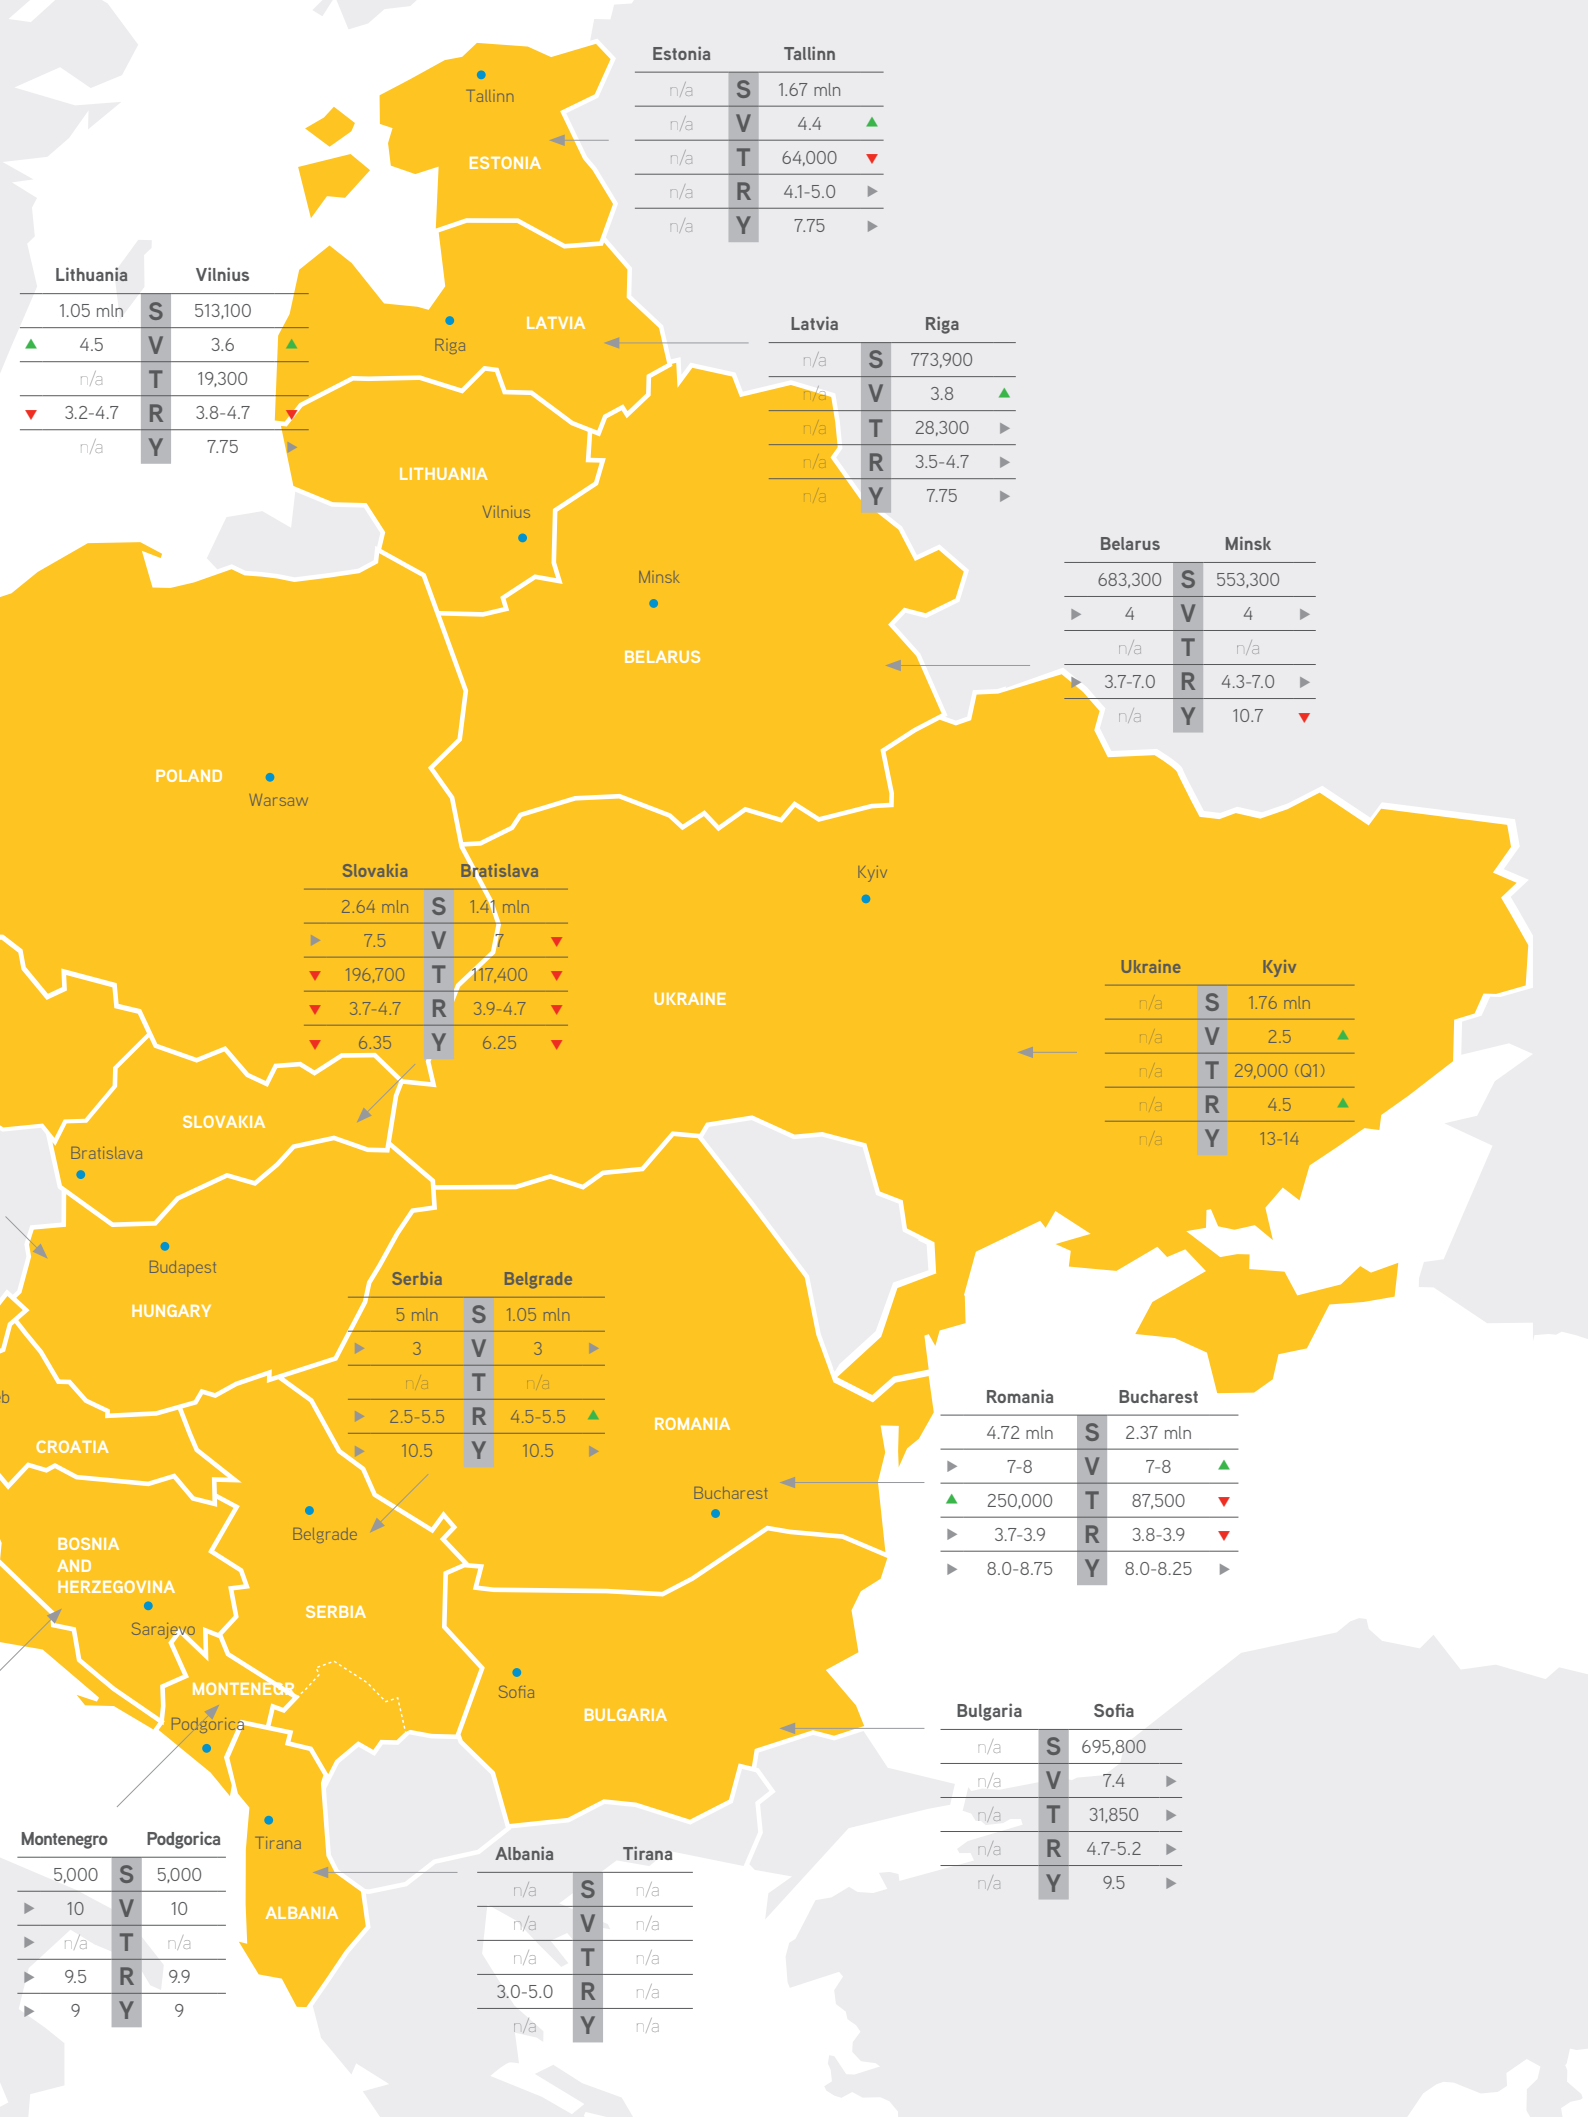 Estonia Tallinn
n/a S 1.67 mln
n/a V 4.4
n/a T 64,000
n/a R 4.1-5.0
n/a Y 7.75
Tallinn
ESTONIA
Lithuania Vilnius
1.05 mln S 513,100
4.5 V 3.6
n/a T 19,300
3.2-4.7 R 3.8-4.7
n/a Y 7.75
LATVIA
Riga
Latvia Riga
n/a S 773,900
n/a V 3.8
n/a T 28,300
n/a R 3.5-4.7
n/a Y 7.75
LITHUANIA
Vilnius
Belarus Minsk
683,300 S 553,300
4 V 4
n/a T n/a
3.7-7.0 R 4.3-7.0
n/a Y 10.7
Minsk
BELARUS
POLAND
Warsaw
Slovakia Bratislava
2.64 mln S 1.41 mln
7.5 V 7
196,700 T 117,400
3.7-4.7 R 3.9-4.7
6.35 Y 6.25
Kyiv
UKRAINE
Ukraine Kyiv
n/a S 1.76 mln
n/a V 2.5
n/a T 29,000 (Q1)
n/a R 4.5
n/a Y 13-14
SLOVAKIA
Bratislava
Budapest
HUNGARY
Serbia Belgrade
5 mln S 1.05 mln
3 V 3
n/a T n/a
2.5-5.5 R 4.5-5.5
10.5 Y 10.5
eb
CROATIA
ROMANIA
Bucharest
Romania Bucharest
4.72 mln S 2.37 mln
7-8 V 7-8
250,000 T 87,500
3.7-3.9 R 3.8-3.9
8.0-8.75 Y 8.0-8.25
Belgrade
BOSNIA
AND
HERZEGOVINA
Sarajevo
SERBIA
MONTENEGR
Podgorica
Sofia
BULGARIA
Bulgaria Sofia
n/a S 695,800
n/a V 7.4
n/a T 31,850
n/a R 4.7-5.2
n/a Y 9.5
Montenegro Podgorica
5,000 S 5,000
10 V 10
n/a T n/a
9.5 R 9.9
9 Y 9
Tirana
ALBANIA
Albania Tirana
n/a S n/a
n/a V n/a
n/a T n/a
3.0-5.0 R n/a
n/a Y n/a